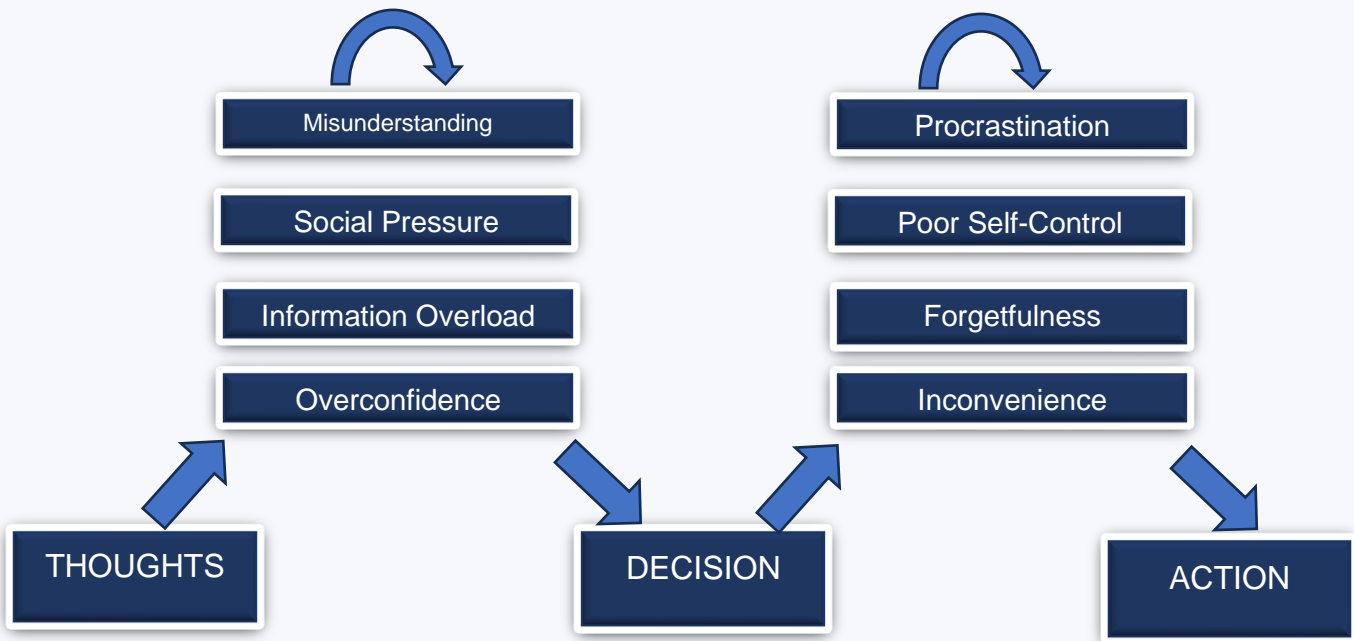 Misunderstanding
Social Pressure
Information Overload
Overconfidence
Procrastination
Poor Self-Control
Forgetfulness
Inconvenience
THOUGHTS
DECISION
ACTION